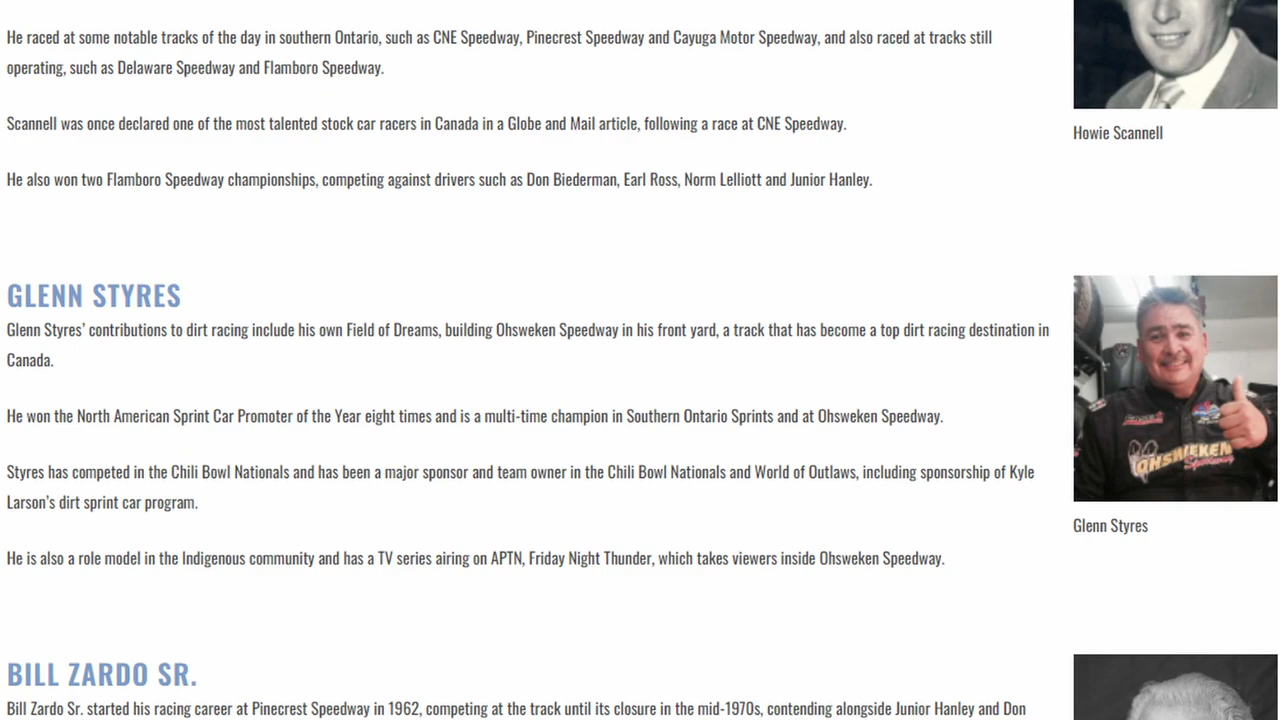 He raced at some notable tracks of the day in southern Ontario, such as CNE Speedway, Pinecrest Speedway and Cayuga Motor Speedway, and also raced at tracks still
operating, such as Delaware Speedway and Flamboro Speedway.
Scannell was once declared one of the most talented stock car racers in Canada in a Globe and Mail article, following a race at CNE Speedway.
Howie Scannell
He also won two Flamboro Speedway championships, competing against drivers such as Don Biederman, Earl Ross, Norm Lelliott and Junior Hanley.
GLENN STYRES
Glenn Styres' contributions to dirt racing include his own Field of Dreams, building Ohsweken Speedway in his front yard, a track that has become a top dirt racing destination in
Canada.
He won the North American Sprint Car Promoter of the Year eight times and is a multi-time champion in Southern Ontario Sprints and at Ohsweken Speedway.
Styres has competed in the Chili Bowl Nationals and has been a major sponsor and team owner in the Chili Bowl Nationals and World of Outlaws, including sponsorship of Kyle
Larson's dirt sprint car program.
He is also a role model in the Indigenous community and has a TV series airing on APTN, Friday Night Thunder, which takes viewers inside Ohsweken Speedway.
OHSWEKEN
Speedway
Glenn Styres
BILL ZARDO SR.
Bill Zardo Sr. started his racing career at Pinecrest Speedway in 1962, competing at the track until its closure in the mid-1970s, contending alongside Junior Hanley and Don